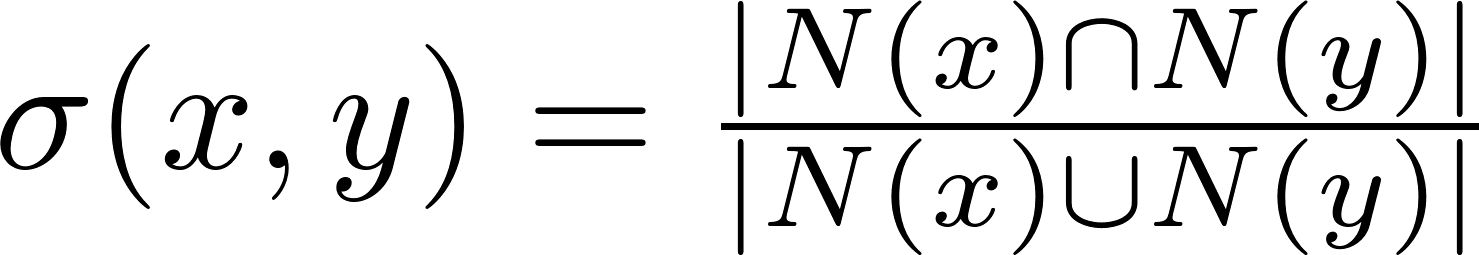 σ(x, y) = |N(x)∩N(y)| / |N(x)∪N(y)|